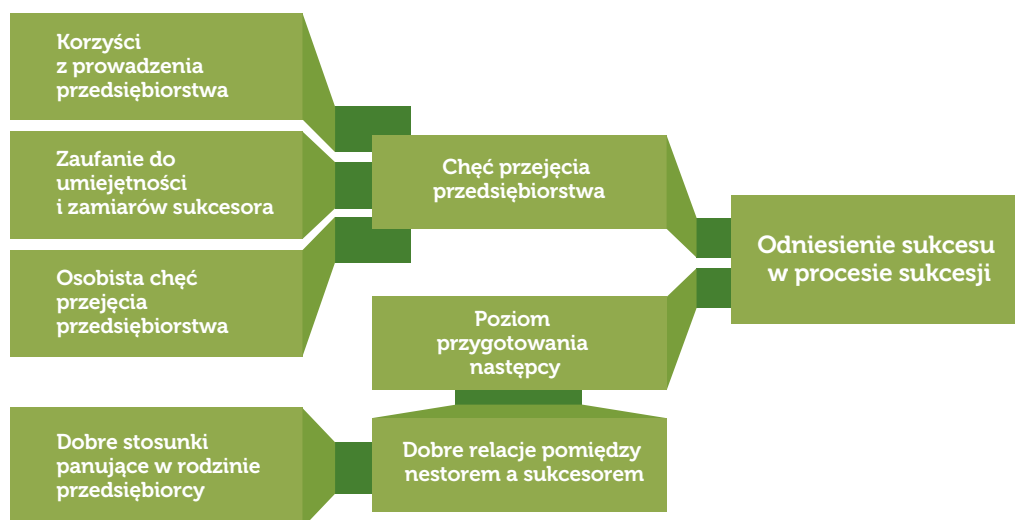 Korzyści
z prowadzenia
przedsiębiorstwa
Zaufanie do
umiejętności
i zamiarów sukcesora
Osobista chęć
przejęcia
przedsiębiorstwa
Dobre stosunki
panujące w rodzinie
przedsiębiorcy
Chęć przejęcia
przedsiębiorstwa
Poziom
przygotowania
następcy
Dobre relacje pomiędzy
nestorem a sukcesorem
Odniesienie sukcesu
w procesie sukcesji